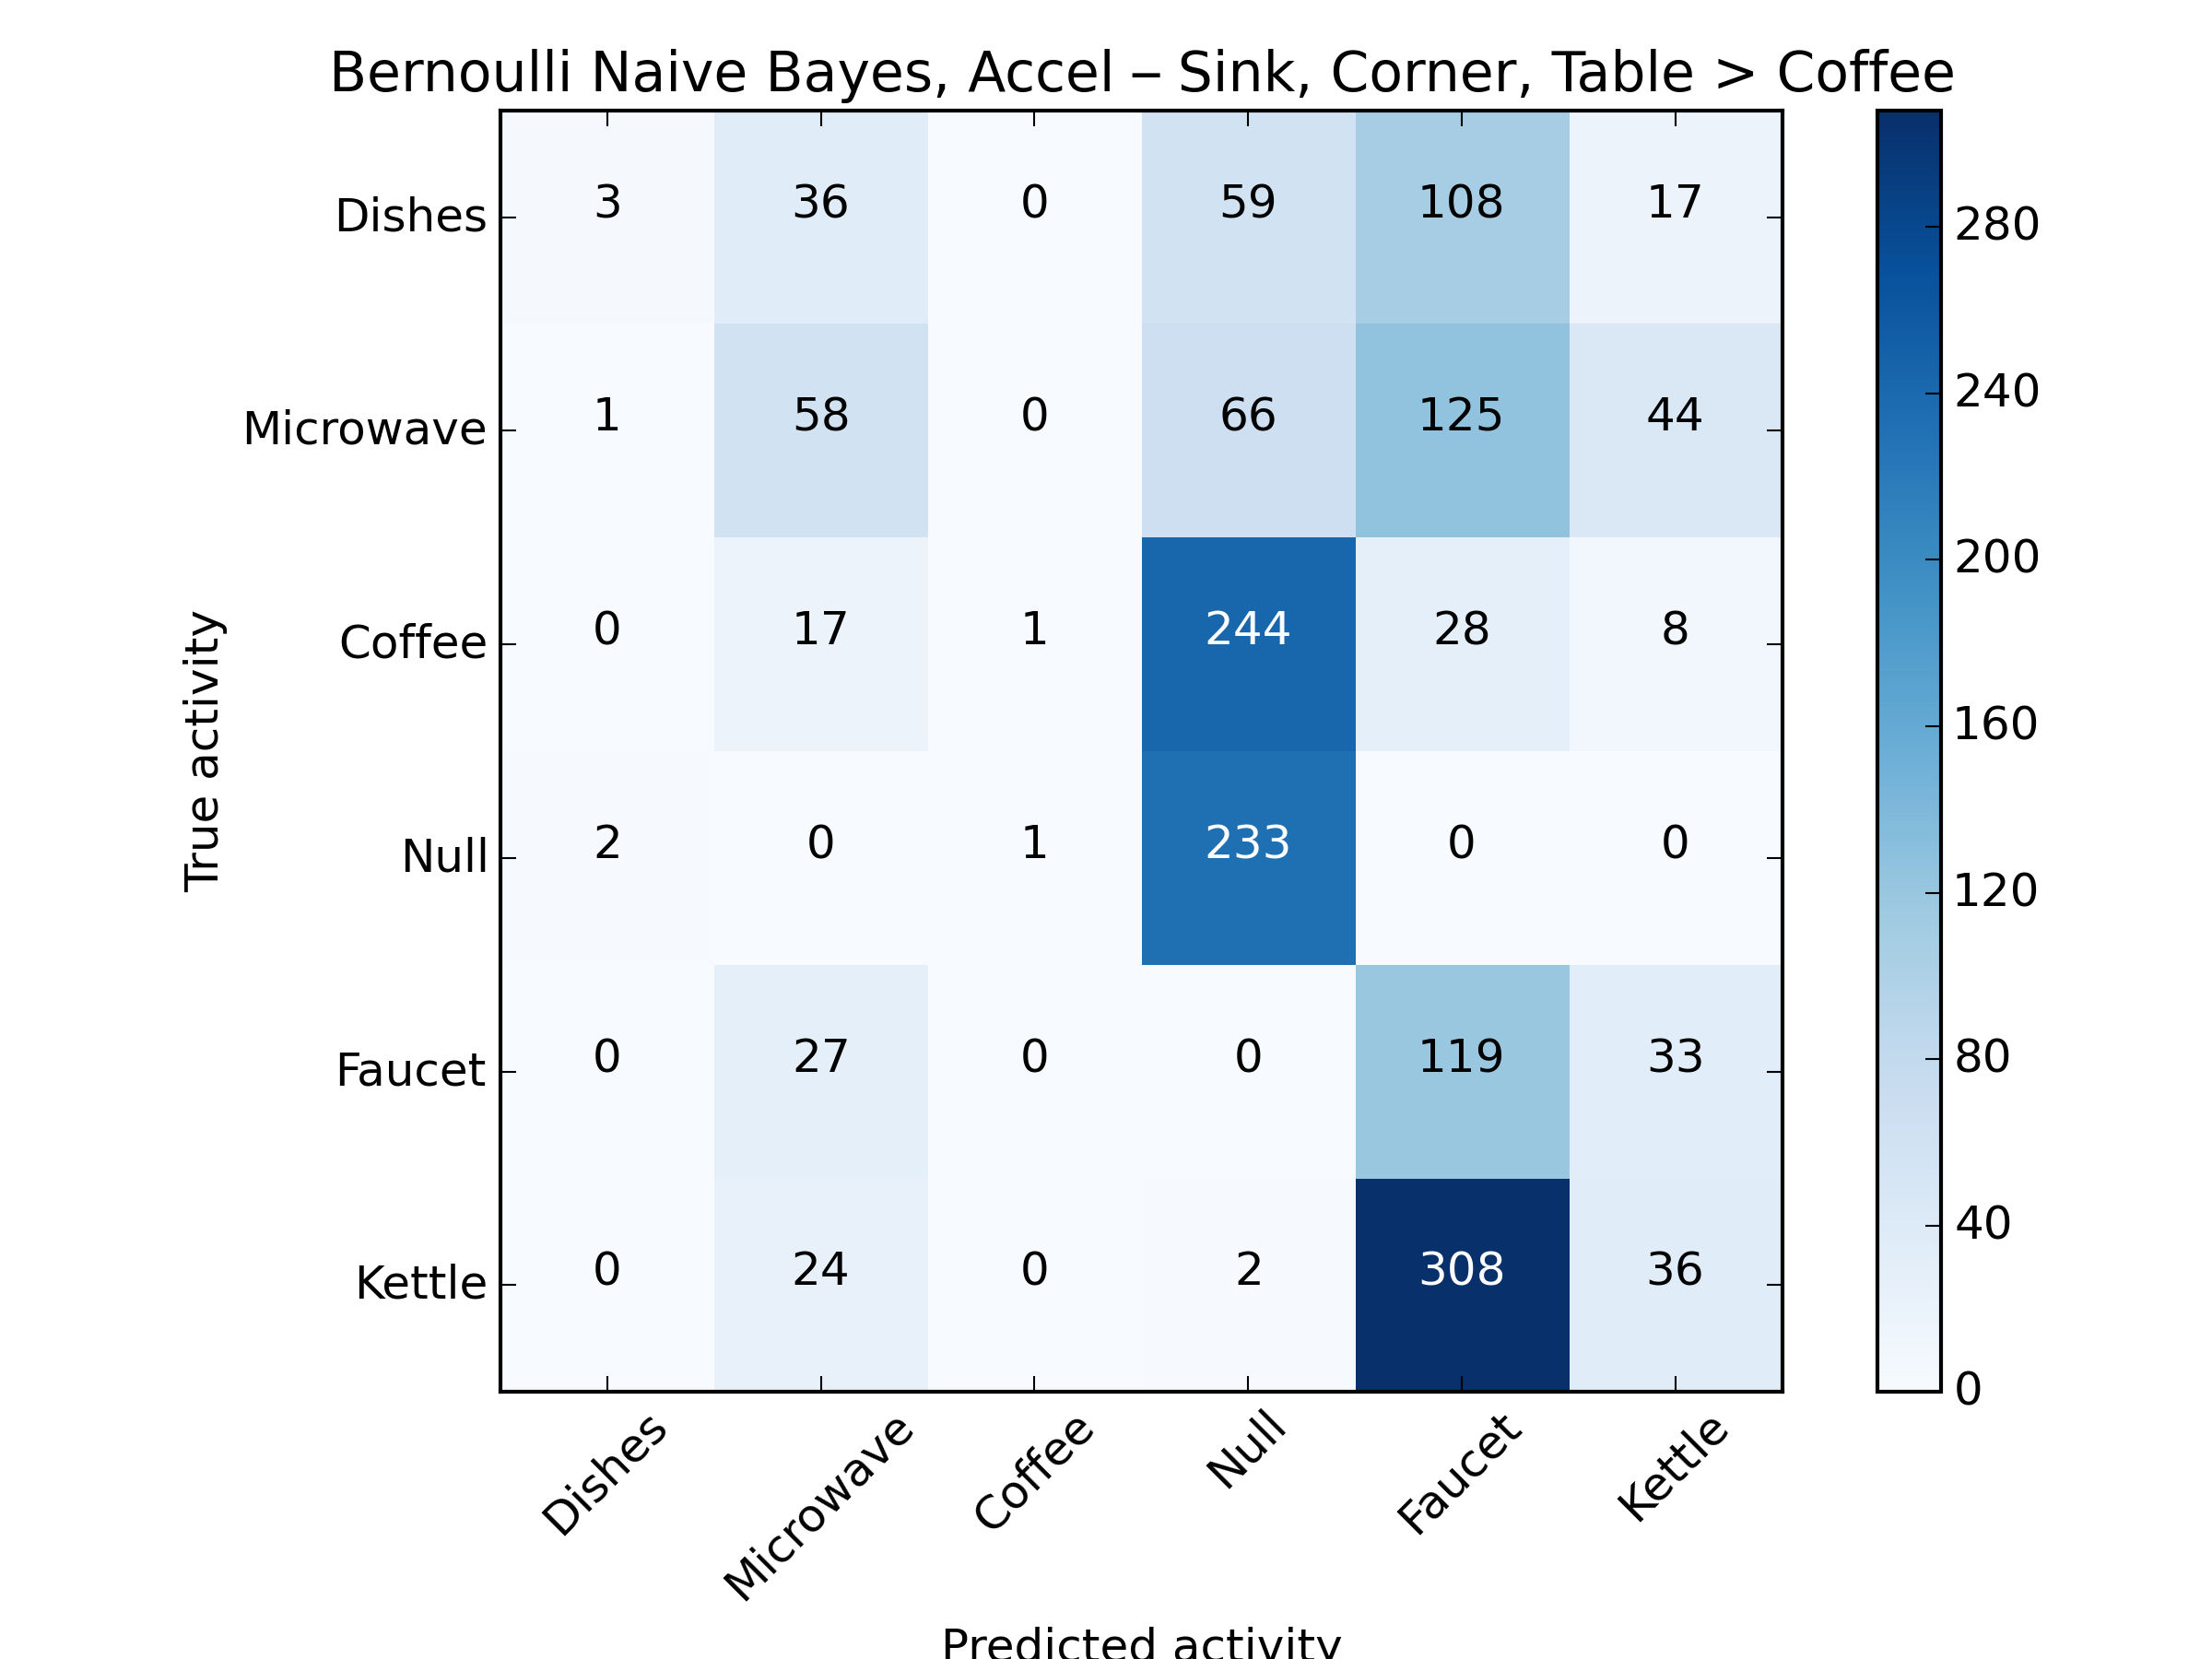 Bernoulli Naive Bayes, Accel – Sink, Corner, Table > Coffee
Dishes 3 36 0 59 108 17
Microwave 1 58 0 66 125 44
Coffee 0 17 1 244 28 8
Null 2 0 1 233 0 0
Faucet 0 27 0 0 119 33
Kettle 0 24 0 2 308 36
True activity
Dishes Microwave Coffee Null Faucet Kettle
Predicted activity
280
240
200
160
120
80
40
0